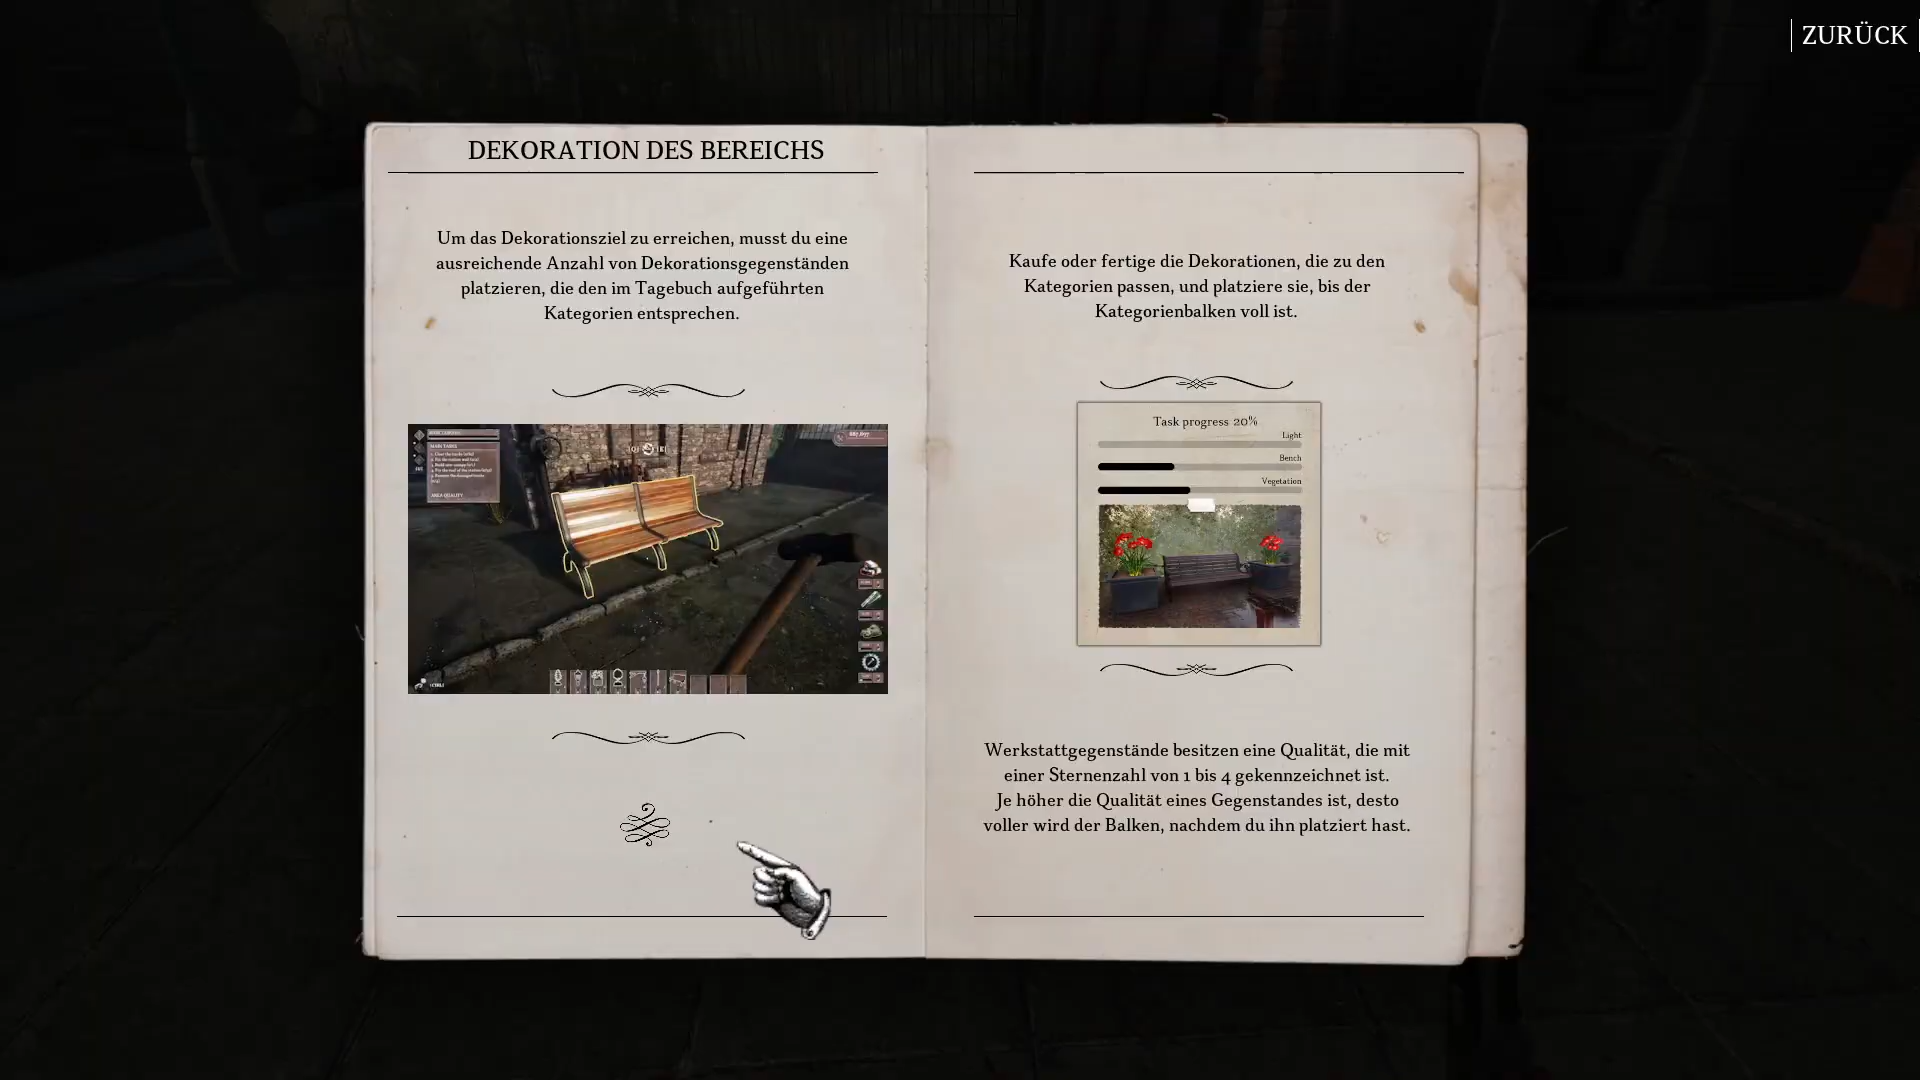 ZURÜCK
DEKORATION DES BEREICHS
Um das Dekorationsziel zu erreichen, musst du eine
ausreichende Anzahl von Dekorationsgegenständen
platzieren, die den im Tagebuch aufgeführten
Kategorien entsprechen.
MAIN TASKS
AREA QUALITY
Kaufe oder fertige die Dekorationen, die zu den
Kategorien passen, und platziere sie, bis der
Kategorienbalken voll ist.
Task progress 20%
Light
Bench
Vegetation
Werkstattgegenstände besitzen eine Qualität, die mit
einer Sternenzahl von 1 bis 4 gekennzeichnet ist.
Je höher die Qualität eines Gegenstandes ist, desto
voller wird der Balken, nachdem du ihn platziert hast.